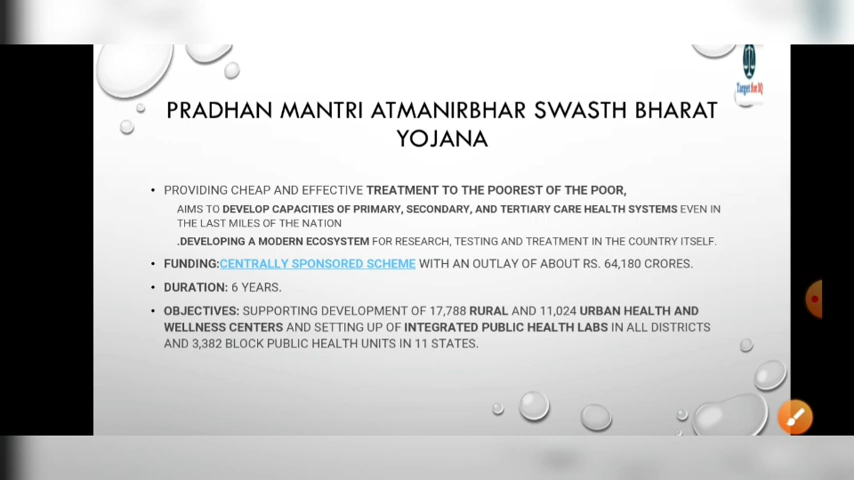 Target for IQ
PRADHAN MANTRI ATMANIRBHAR SWASTH BHARAT
YOJANA
• PROVIDING CHEAP AND EFFECTIVE TREATMENT TO THE POOREST OF THE POOR,
AIMS TO DEVELOP CAPACITIES OF PRIMARY, SECONDARY, AND TERTIARY CARE HEALTH SYSTEMS EVEN IN
THE LAST MILES OF THE NATION
.DEVELOPING A MODERN ECOSYSTEM FOR RESEARCH, TESTING AND TREATMENT IN THE COUNTRY ITSELF.
• FUNDING:CENTRALLY SPONSORED SCHEME WITH AN OUTLAY OF ABOUT RS. 64,180 CRORES.
• DURATION: 6 YEARS.
• OBJECTIVES: SUPPORTING DEVELOPMENT OF 17,788 RURAL AND 11,024 URBAN HEALTH AND
WELLNESS CENTERS AND SETTING UP OF INTEGRATED PUBLIC HEALTH LABS IN ALL DISTRICTS
AND 3,382 BLOCK PUBLIC HEALTH UNITS IN 11 STATES.